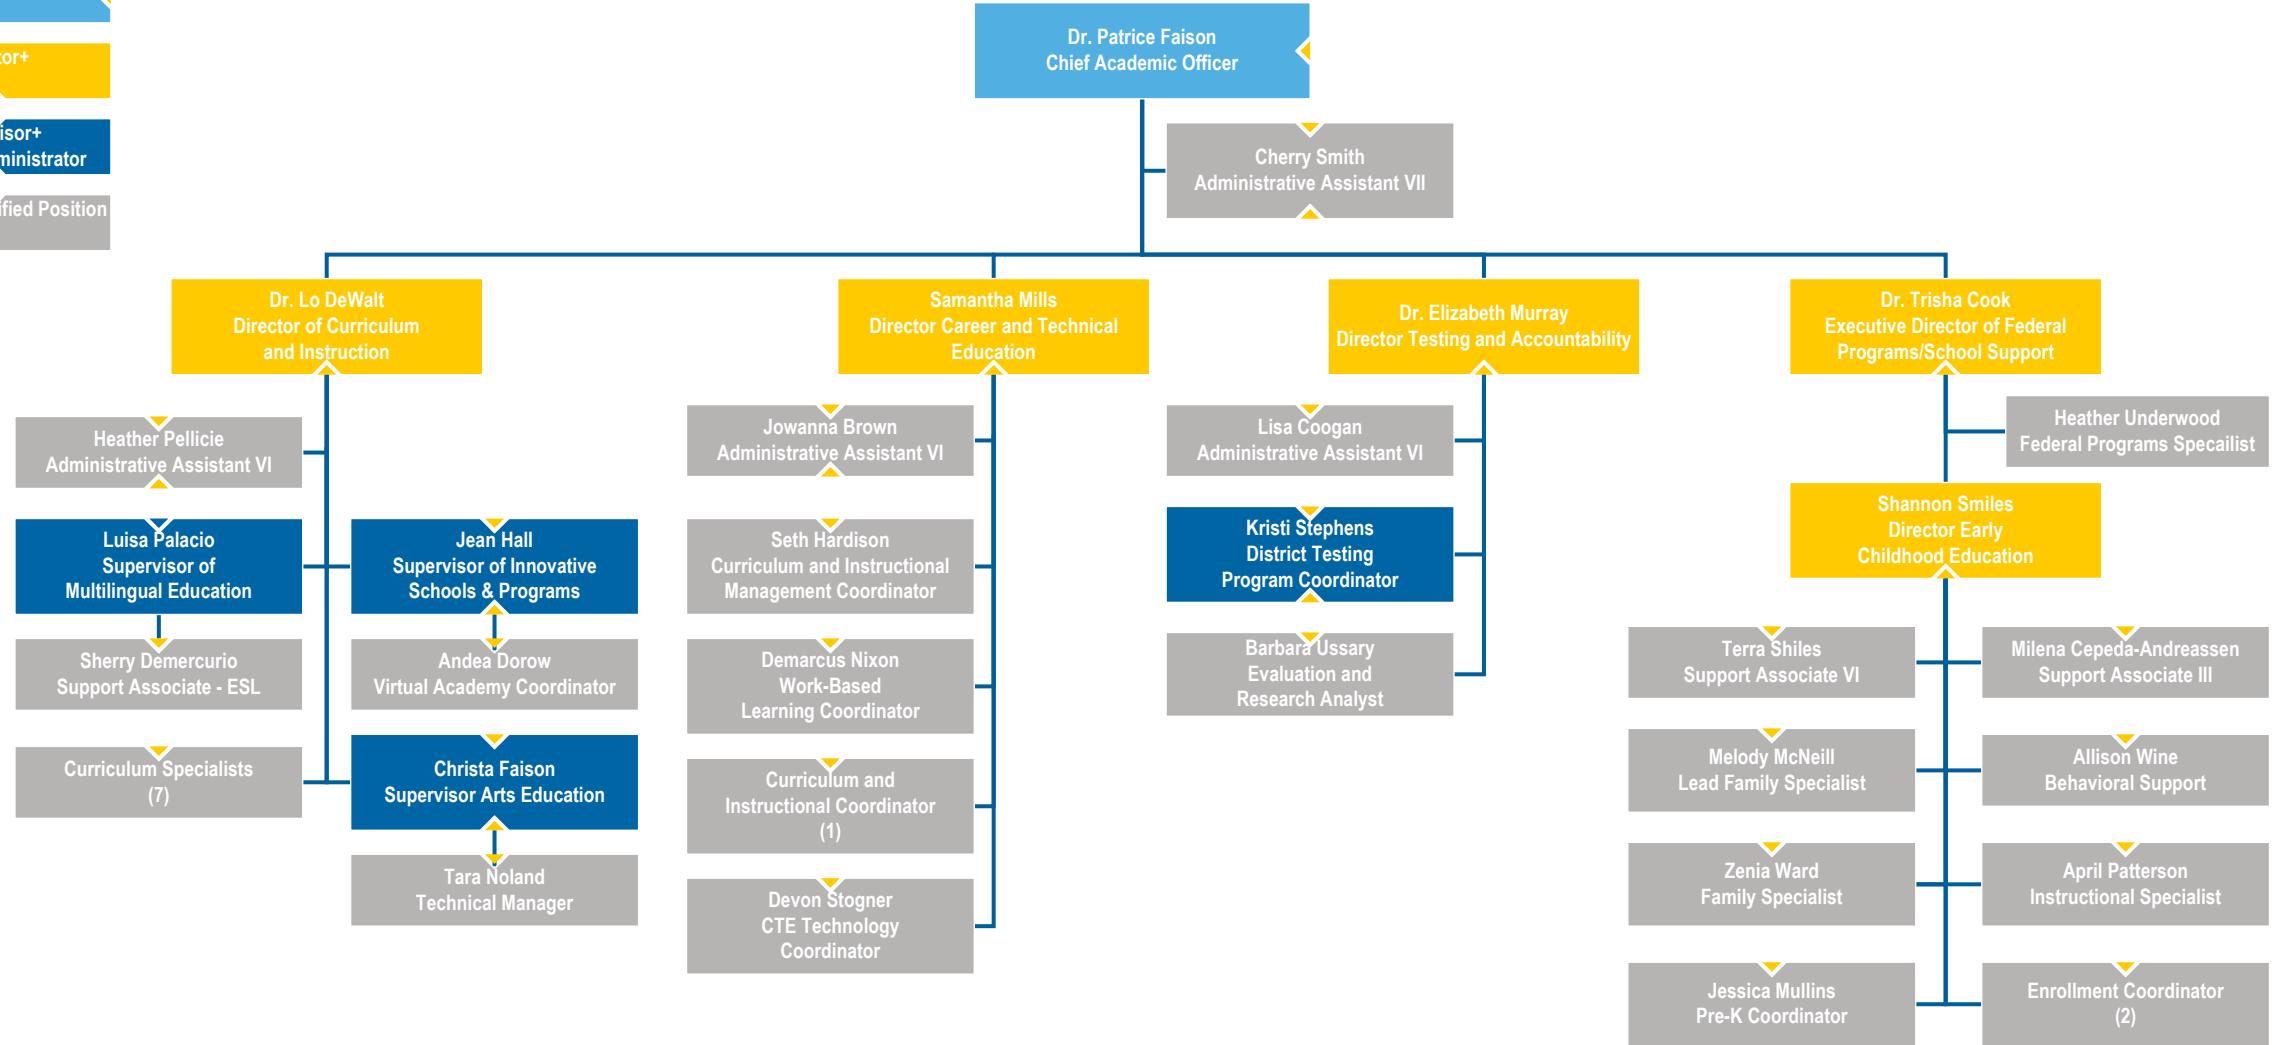 Dr. Patrice Faison
Chief Academic Officer
Cherry Smith
Administrative Assistant VII
Dr. Lo DeWalt
Director of Curriculum
and Instruction
Samantha Mills
Director Career and Technical
Education
Dr. Elizabeth Murray
Director Testing and Accountability
Dr. Trisha Cook
Executive Director of Federal
Programs/School Support
Heather Pellicie
Administrative Assistant VI
Luisa Palacio
Supervisor of
Multilingual Education
Jean Hall
Supervisor of Innovative
Schools & Programs
Sherry Demercurio
Support Associate - ESL
Andea Dorow
Virtual Academy Coordinator
Curriculum Specialists
(7)
Christa Faison
Supervisor Arts Education
Tara Noland
Technical Manager
Jowanna Brown
Administrative Assistant VI
Seth Hardison
Curriculum and Instructional
Management Coordinator
Demarcus Nixon
Work-Based
Learning Coordinator
Curriculum and
Instructional Coordinator
(1)
Devon Stogner
CTE Technology
Coordinator
Lisa Coogan
Administrative Assistant VI
Kristi Stephens
District Testing
Program Coordinator
Barbara Ussary
Evaluation and
Research Analyst
Heather Underwood
Federal Programs Specailist
Shannon Smiles
Director Early
Childhood Education
Terra Shiles
Support Associate VI
Milena Cepeda-Andreassen
Support Associate III
Melody McNeill
Lead Family Specialist
Allison Wine
Behavioral Support
Zenia Ward
Family Specialist
April Patterson
Instructional Specialist
Jessica Mullins
Pre-K Coordinator
Enrollment Coordinator
(2)
tor+
isor+
ministrator
ified Position